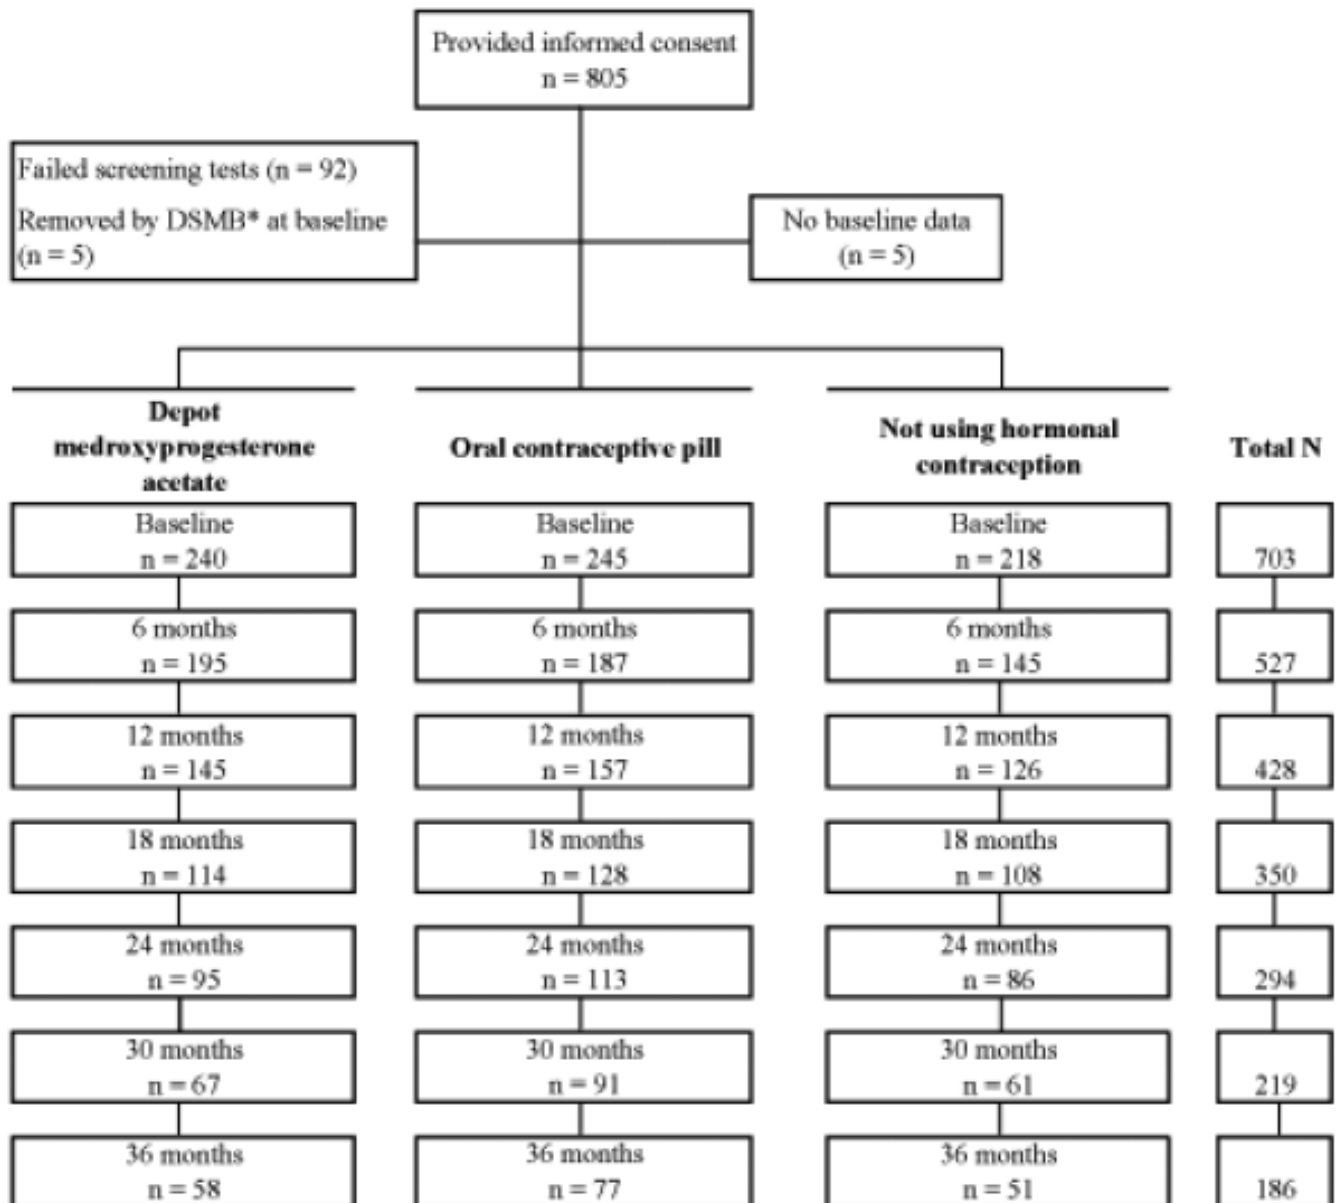 Provided informed consent
n = 805
Failed screening tests (n = 92)
Removed by DSMB* at baseline
(n = 5)
No baseline data
(n = 5)
Depot
medroxyprogesterone
acetate
Oral contraceptive pill
Not using hormonal
contraception
Total N
Baseline
n = 240
Baseline
n = 245
Baseline
n = 218
703
6 months
n = 195
6 months
n = 187
6 months
n = 145
527
12 months
n = 145
12 months
n = 157
12 months
n = 126
428
18 months
n = 114
18 months
n = 128
18 months
n = 108
350
24 months
n = 95
24 months
n = 113
24 months
n = 86
294
30 months
n = 67
30 months
n = 91
30 months
n = 61
219
36 months
n = 58
36 months
n = 77
36 months
n = 51
186